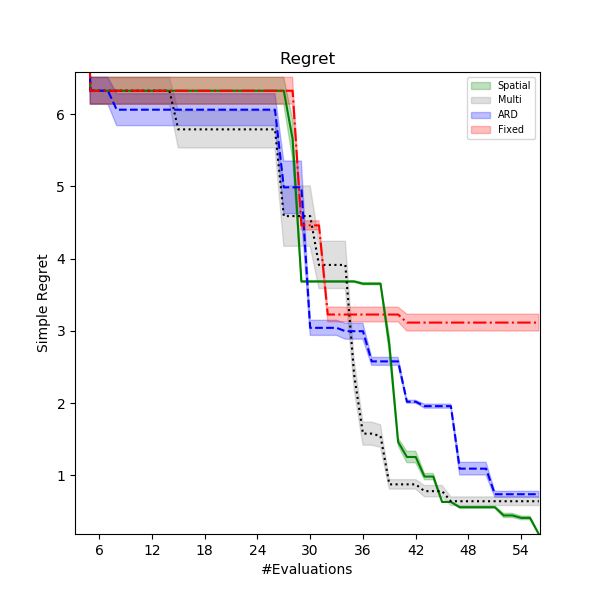 Regret
Spatial
Multi
ARD
Fixed
Simple Regret
6
5
4
3
2
1
6 12 18 24 30 36 42 48 54
#Evaluations